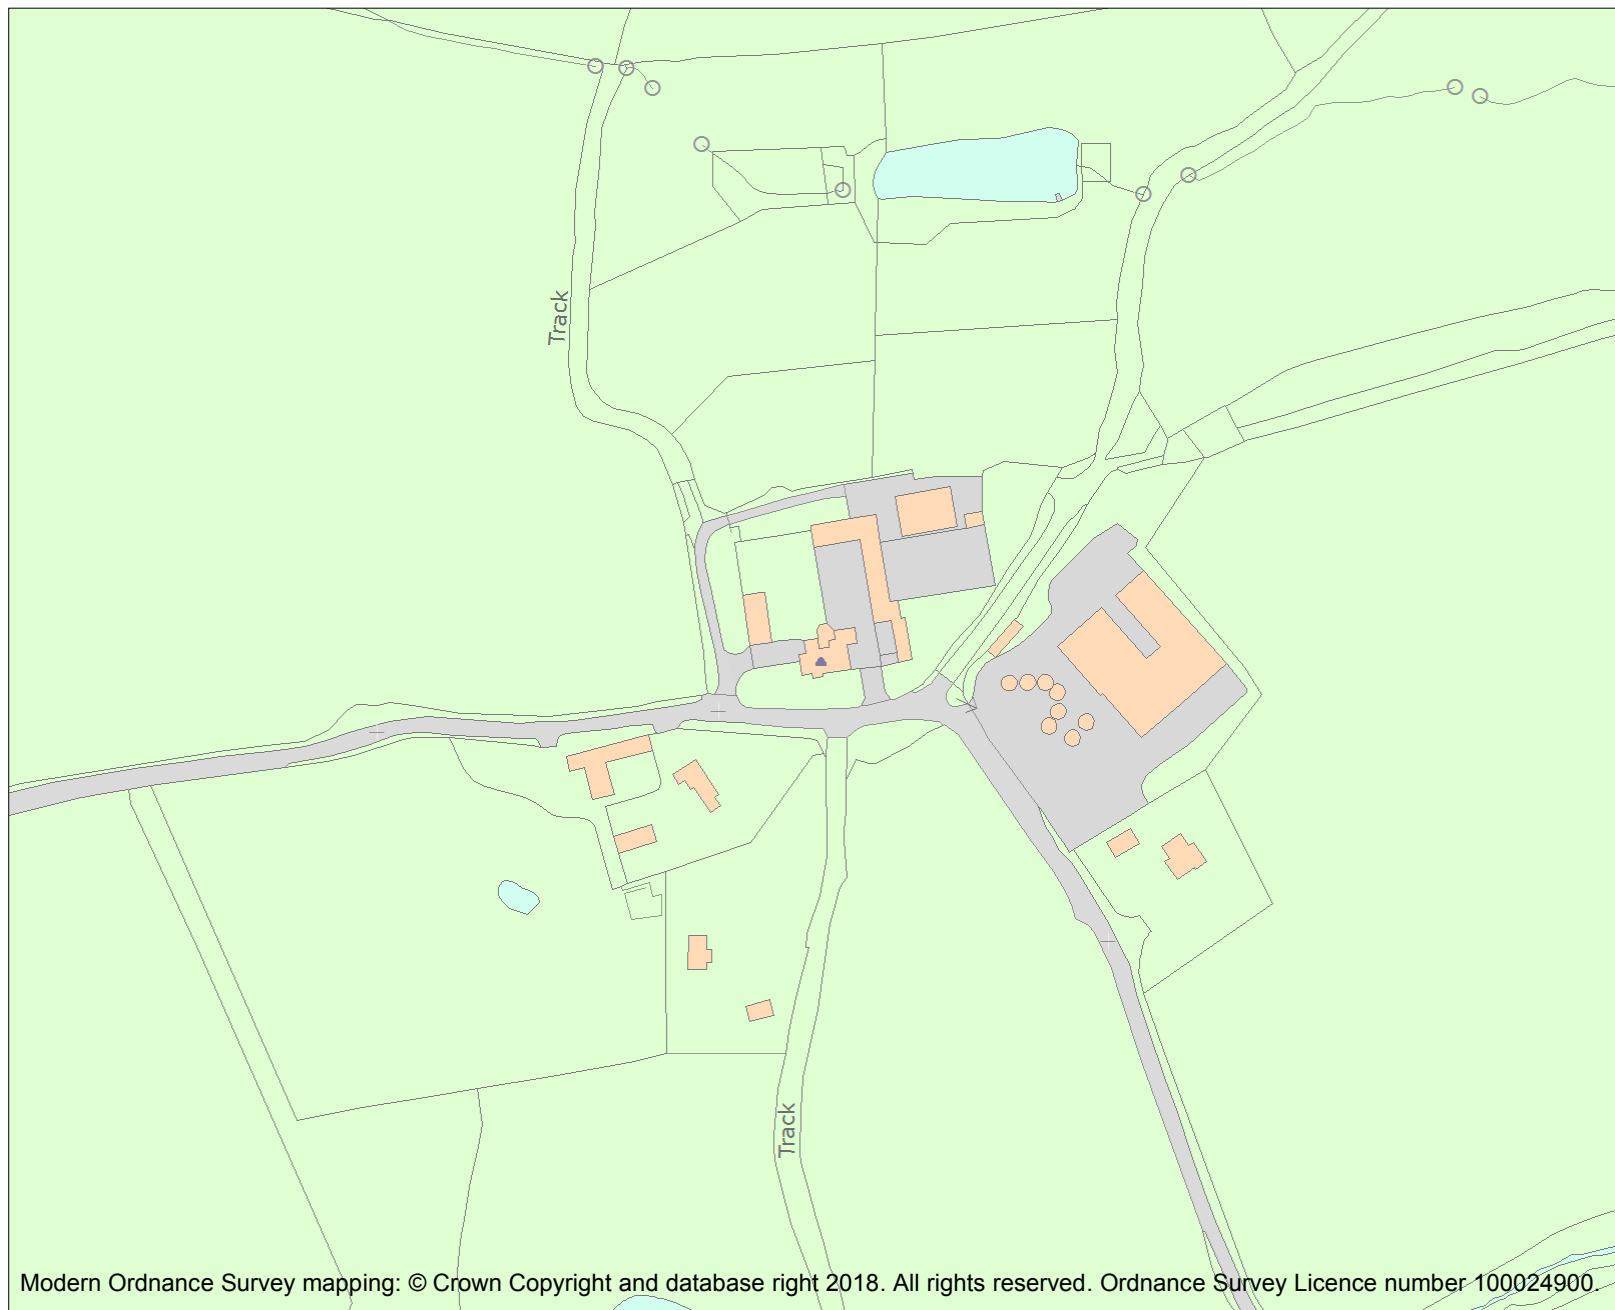 Track
Track
Modern Ordnance Survey mapping: © Crown Copyright and database right 2018. All rights reserved. Ordnance Survey Licence number 100024900.